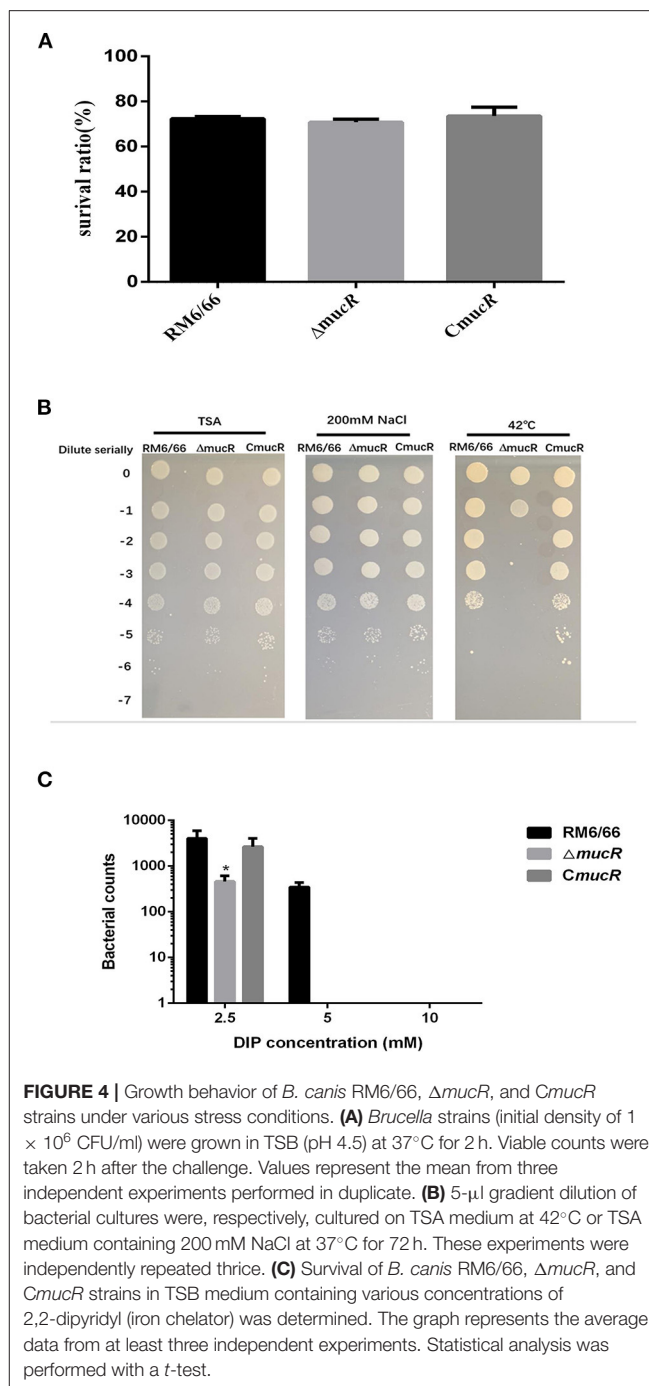 A
100
80
60
40
20
0
surival ratio(%)
RM6/66
ΔmucR
CmucR
B
TSA
200mM NaCl
42°C
Dilute serially
RM6/66 ΔmucR CmucR
RM6/66 ΔmucR CmucR
RM6/66 ΔmucR CmucR
0
-1
-2
-3
-4
-5
-6
-7
C
10000
1000
100
10
1
Bacterial counts
*
2.5
5
10
DIP concentration (mM)
RM6/66
△mucR
CmucR
FIGURE 4 | Growth behavior of B. canis RM6/66, ΔmucR, and CmucR
strains under various stress conditions. (A) Brucella strains (initial density of 1
× 10⁶ CFU/ml) were grown in TSB (pH 4.5) at 37°C for 2 h. Viable counts were
taken 2 h after the challenge. Values represent the mean from three
independent experiments performed in duplicate. (B) 5-μl gradient dilution of
bacterial cultures were, respectively, cultured on TSA medium at 42°C or TSA
medium containing 200 mM NaCl at 37°C for 72 h. These experiments were
independently repeated thrice. (C) Survival of B. canis RM6/66, ΔmucR, and
CmucR strains in TSB medium containing various concentrations of
2,2-dipyridyl (iron chelator) was determined. The graph represents the average
data from at least three independent experiments. Statistical analysis was
performed with a t-test.